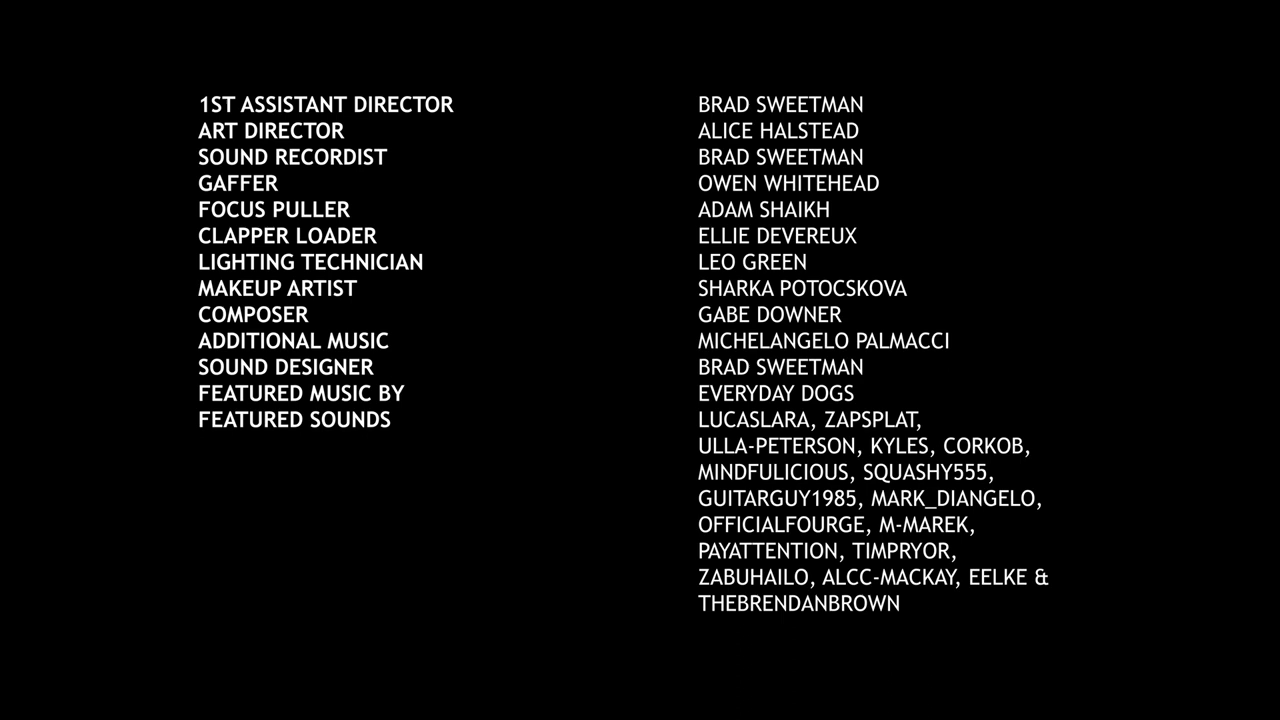 1ST ASSISTANT DIRECTOR BRAD SWEETMAN
ART DIRECTOR ALICE HALSTEAD
SOUND RECORDIST BRAD SWEETMAN
GAFFER OWEN WHITEHEAD
FOCUS PULLER ADAM SHAIKH
CLAPPER LOADER ELLIE DEVEREUX
LIGHTING TECHNICIAN LEO GREEN
MAKEUP ARTIST SHARKA POTOCSKOVA
COMPOSER GABE DOWNER
ADDITIONAL MUSIC MICHELANGELO PALMACCI
SOUND DESIGNER BRAD SWEETMAN
FEATURED MUSIC BY EVERYDAY DOGS
FEATURED SOUNDS LUCASLARA, ZAPSPLAT,
ULLA-PETERSON, KYLES, CORKOB,
MINDFULICIOUS, SQUASHY555,
GUITARGUY1985, MARK_DIANGELO,
OFFICIALFOURGE, M-MAREK,
PAYATTENTION, TIMPRYOR,
ZABUHAILO, ALCC-MACKAY, EELKE &
THEBRENDANBROWN